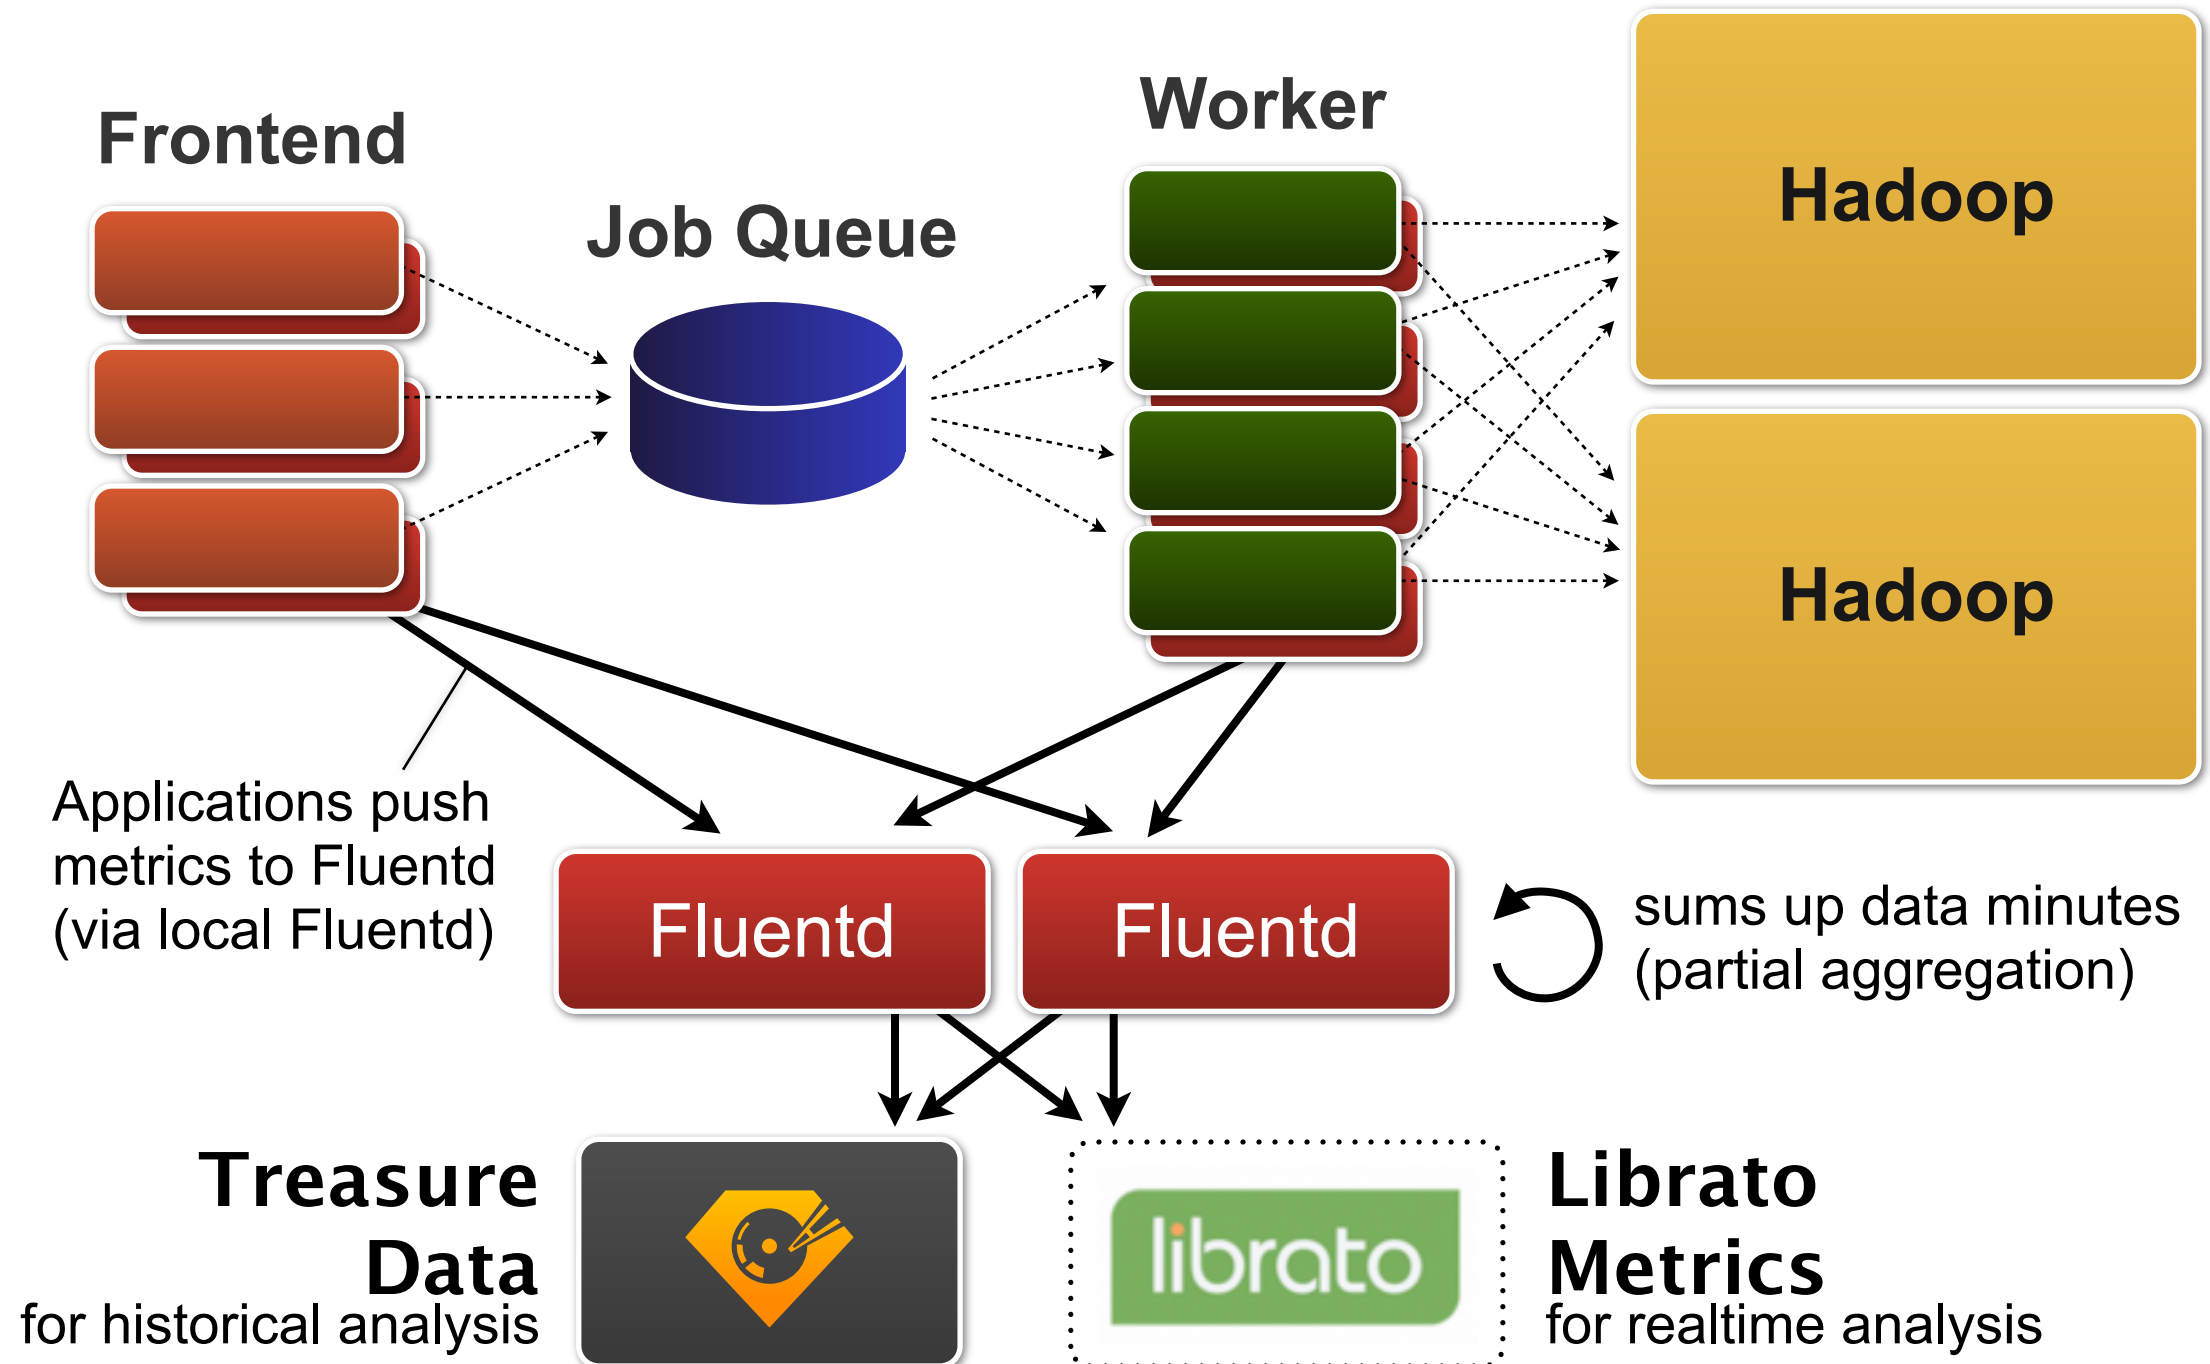 Frontend
Job Queue
Worker
Hadoop
Hadoop
Applications push
metrics to Fluentd
(via local Fluentd)
Fluentd
Fluentd
sums up data minutes
(partial aggregation)
Treasure
Data
for historical analysis
librato
Librato
Metrics
for realtime analysis